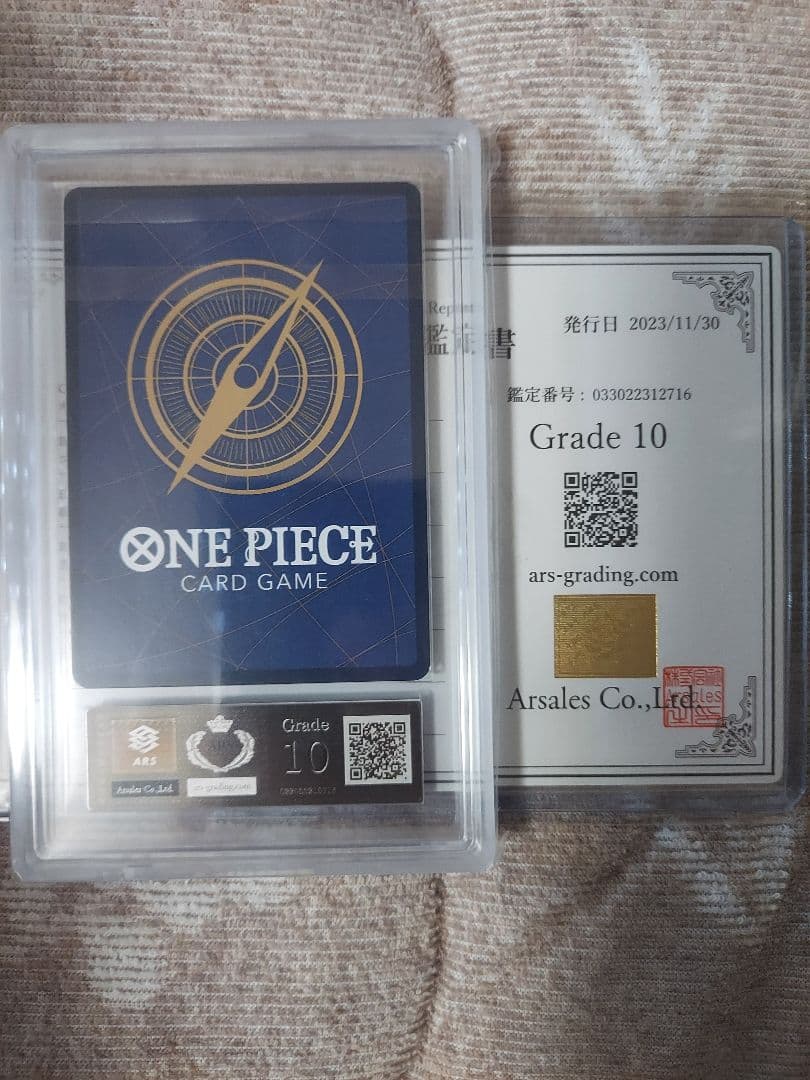 ONE PIECE
CARD GAME
ARS
Arsales Co.,Ltd.
ars-grading.com
Grade
10
鑑定書
発行日 2023/11/30
鑑定番号：033022312716
Grade 10
ars-grading.com
Arsales Co.,Ltd.